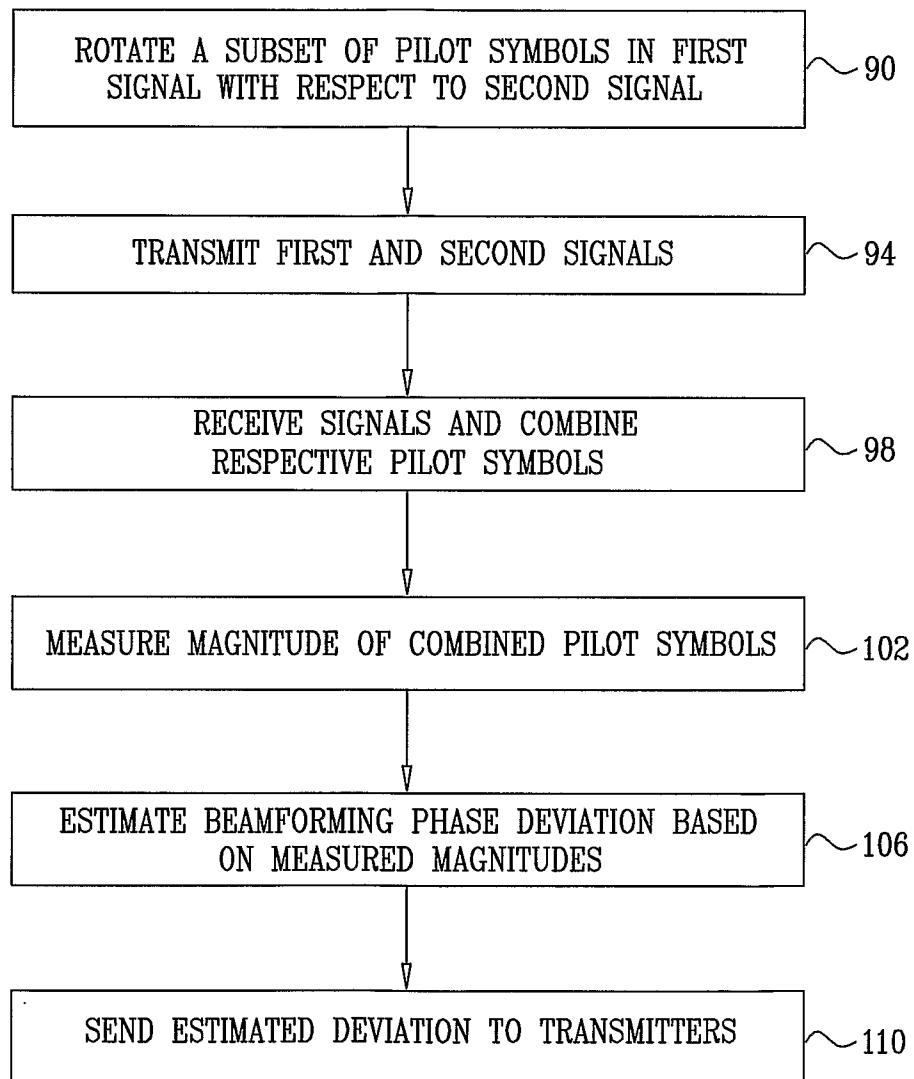 ROTATE A SUBSET OF PILOT SYMBOLS IN FIRST
SIGNAL WITH RESPECT TO SECOND SIGNAL
90
TRANSMIT FIRST AND SECOND SIGNALS
94
RECEIVE SIGNALS AND COMBINE
RESPECTIVE PILOT SYMBOLS
98
MEASURE MAGNITUDE OF COMBINED PILOT SYMBOLS
102
ESTIMATE BEAMFORMING PHASE DEVIATION BASED
ON MEASURED MAGNITUDES
106
SEND ESTIMATED DEVIATION TO TRANSMITTERS
110